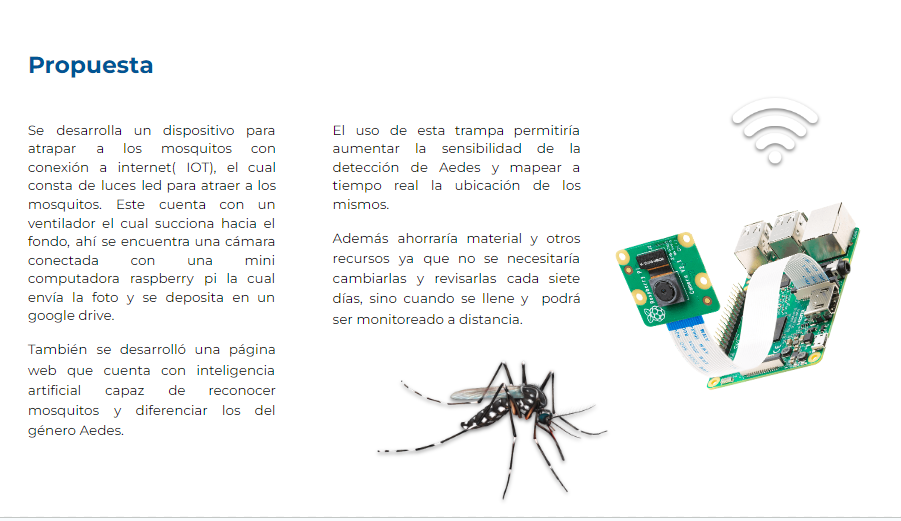 Propuesta
Se desarrolla un dispositivo para
atrapar a los mosquitos con
conexión a internet( IOT), el cual
consta de luces led para atraer a los
mosquitos. Este cuenta con un
ventilador el cual succiona hacia el
fondo, ahí se encuentra una cámara
conectada con una mini
computadora raspberry pi la cual
envía la foto y se deposita en un
google drive.
También se desarrolló una página
web que cuenta con inteligencia
artificial capaz de reconocer
mosquitos y diferenciar los del
género Aedes.
El uso de esta trampa permitiría
aumentar la sensibilidad de la
detección de Aedes y mapear a
tiempo real la ubicación de los
mismos.
Además ahorraría material y otros
recursos ya que no se necesitaría
cambiarlas y revisarlas cada siete
días, sino cuando se llene y podrá
ser monitoreado a distancia.